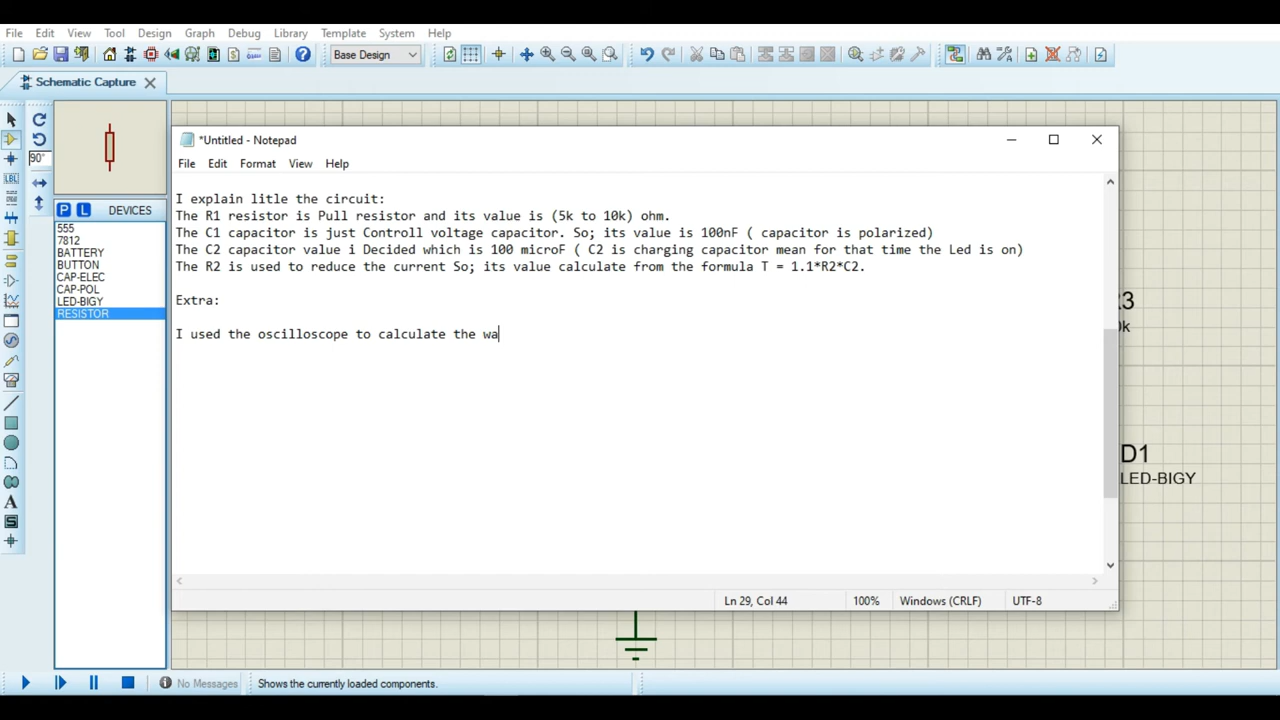 File Edit View Tool Design Graph Debug Library Template System Help
Base Design
Schematic Capture
90°
LBL
P L DEVICES
555
7812
BATTERY
BUTTON
CAP-ELEC
CAP-POL
LED-BIGY
RESISTOR
*Untitled - Notepad
File Edit Format View Help
I explain litle the circuit:
The R1 resistor is Pull resistor and its value is (5k to 10k) ohm.
The C1 capacitor is just Controll voltage capacitor. So; its value is 100nF ( capacitor is polarized)
The C2 capacitor value i Decided which is 100 microF ( C2 is charging capacitor mean for that time the Led is on)
The R2 is used to reduce the current So; its value calculate from the formula T = 1.1*R2*C2.
Extra:
I used the oscilloscope to calculate the wa
Ln 29, Col 44 100% Windows (CRLF) UTF-8
R3
D1
LED-BIGY
No Messages Shows the currently loaded components.